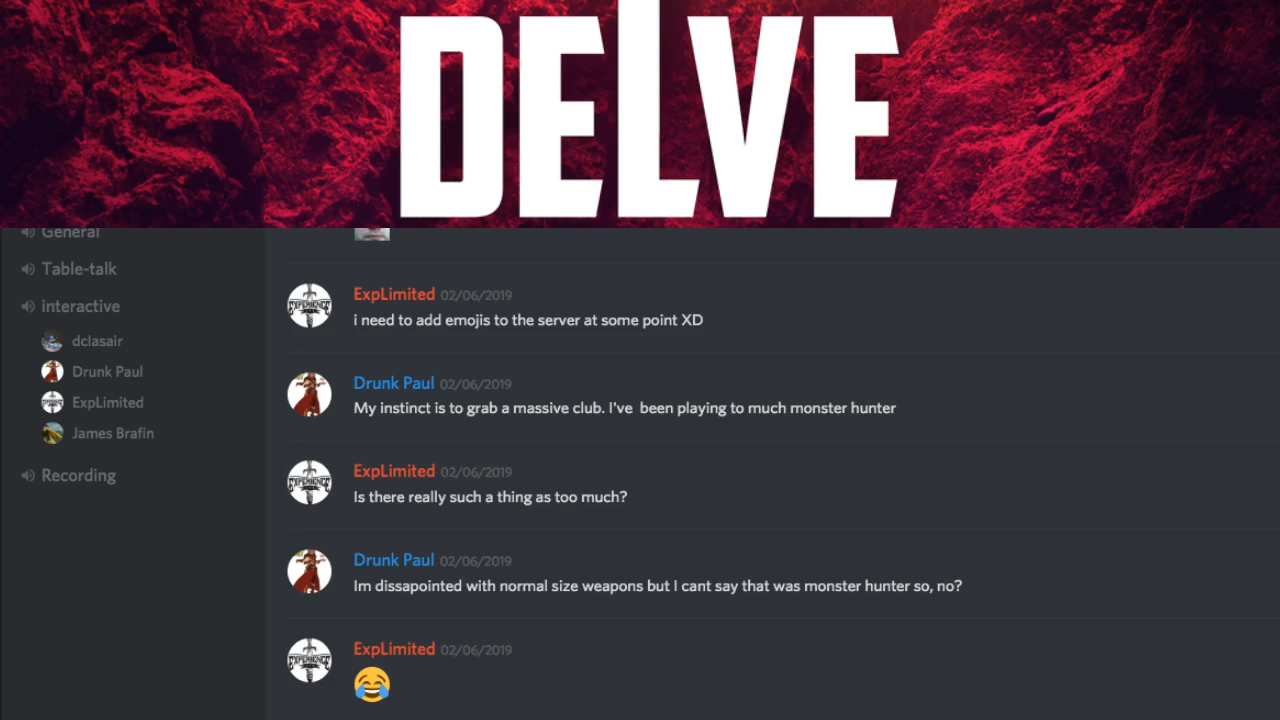 DELVE
General
Table-talk
interactive
dclasair
Drunk Paul
ExpLimited
James Brafin
Recording
ExpLimited 02/06/2019
i need to add emojis to the server at some point XD
Drunk Paul 02/06/2019
My instinct is to grab a massive club. I've been playing to much monster hunter
ExpLimited 02/06/2019
Is there really such a thing as too much?
Drunk Paul 02/06/2019
Im dissapointed with normal size weapons but I cant say that was monster hunter so, no?
ExpLimited 02/06/2019